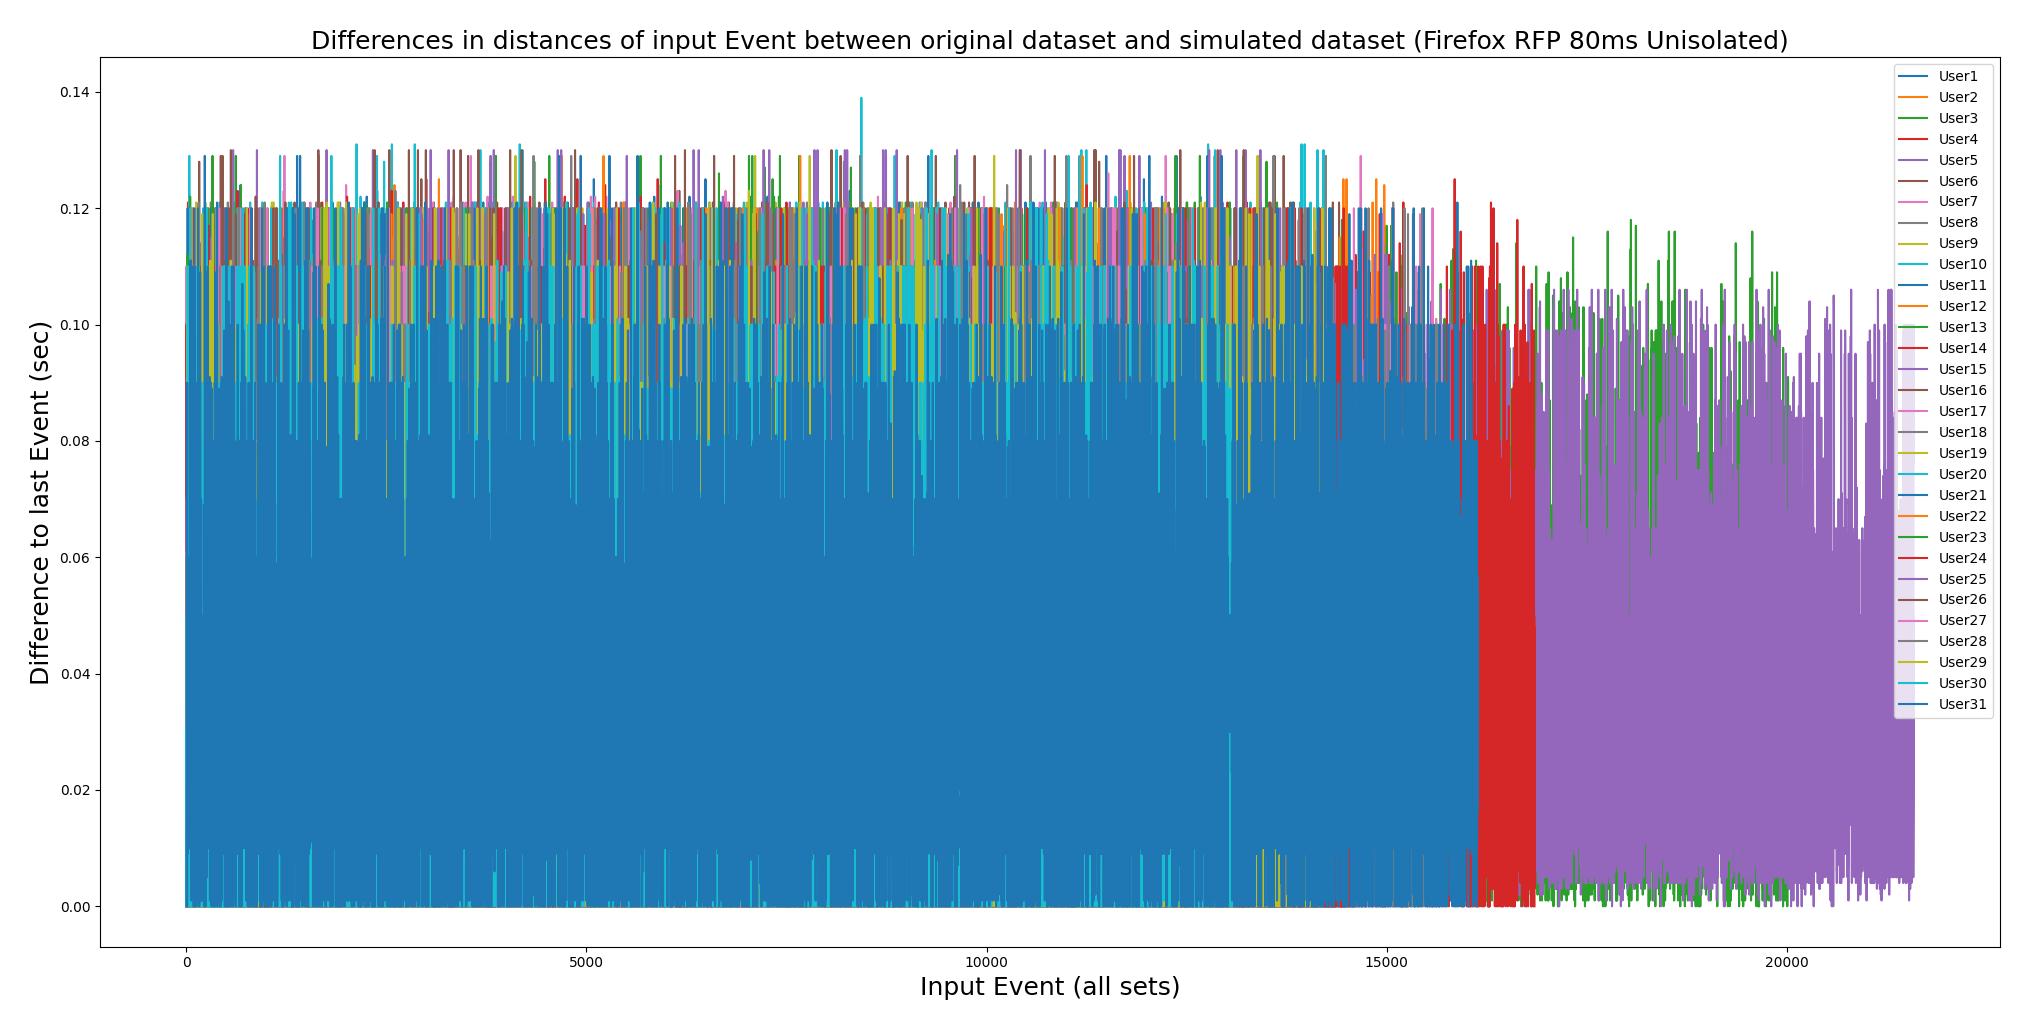 Differences in distances of input Event between original dataset and simulated dataset (Firefox RFP 80ms Unisolated)
Difference to last Event (sec)
0.14
0.12
0.10
0.08
0.06
0.04
0.02
0.00
0
5000
10000
15000
20000
Input Event (all sets)
User1
User2
User3
User4
User5
User6
User7
User8
User9
User10
User11
User12
User13
User14
User15
User16
User17
User18
User19
User20
User21
User22
User23
User24
User25
User26
User27
User28
User29
User30
User31